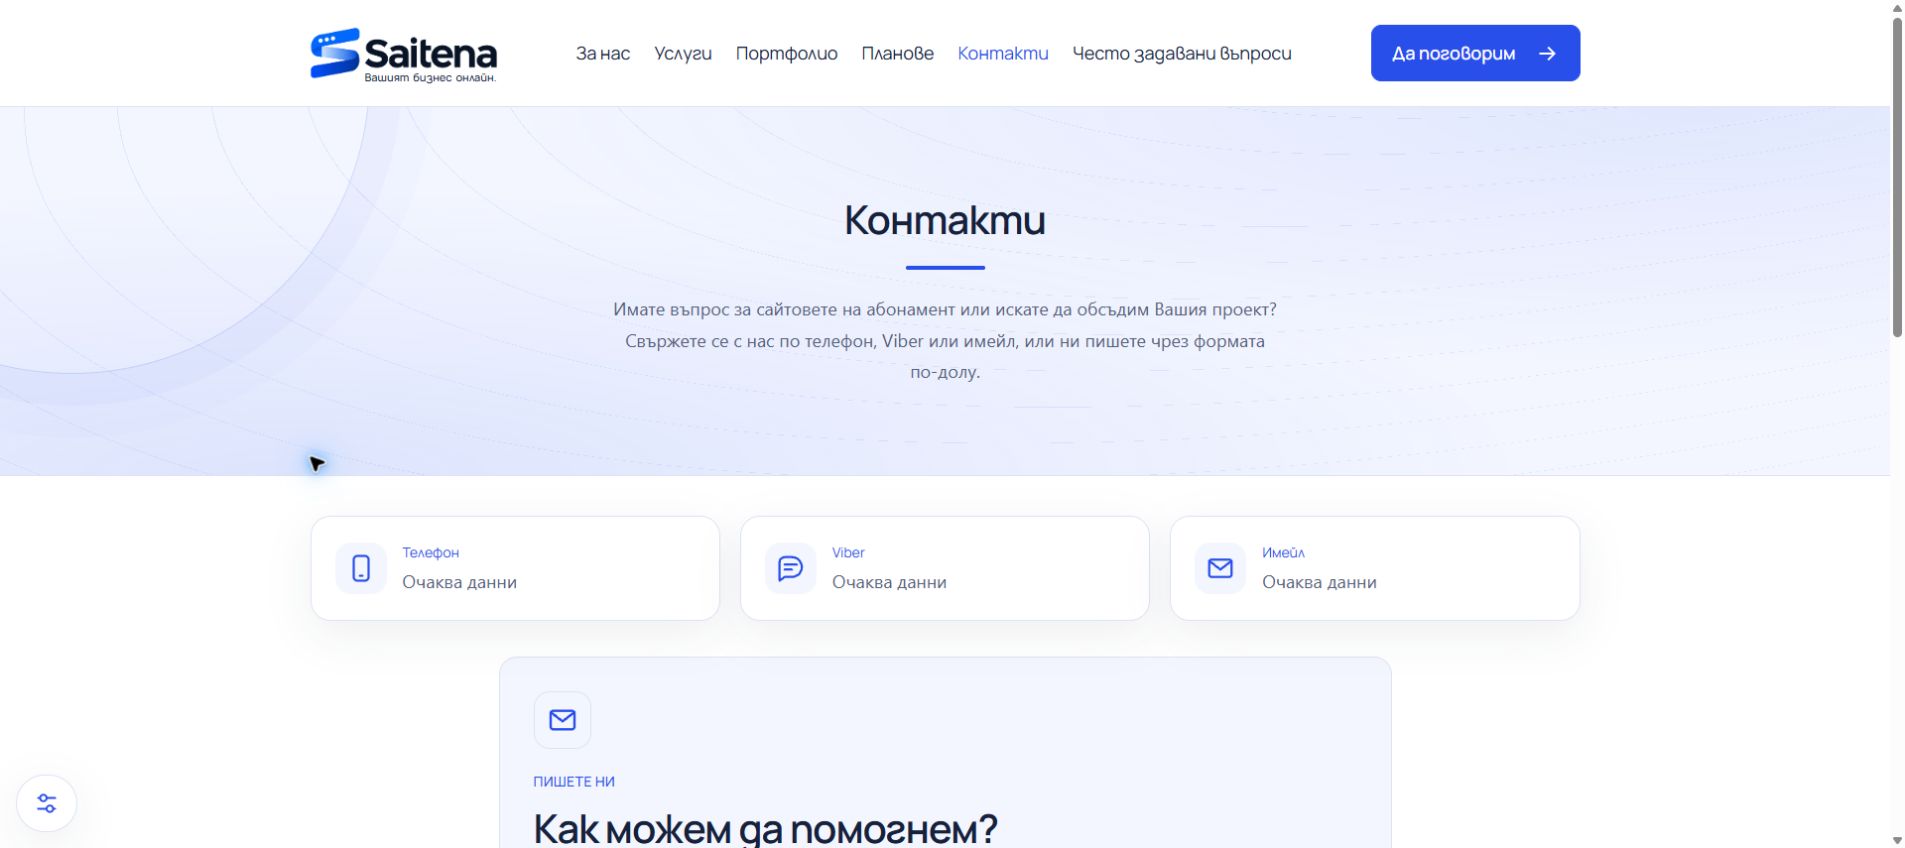 Saitena
Вашият бизнес онлайн.
За нас
Услуги
Портфолио
Планове
Контакти
Често задавани въпроси
Да поговорим
Контакти
Имате въпрос за сайтовете на абонамент или искате да обсъдим Вашия проект?
Свържете се с нас по телефон, Viber или имейл, или ни пишете чрез формата
по-долу.
Телефон
Очаква данни
Viber
Очаква данни
Имейл
Очаква данни
ПИШЕТЕ НИ
Как можем да помогнем?